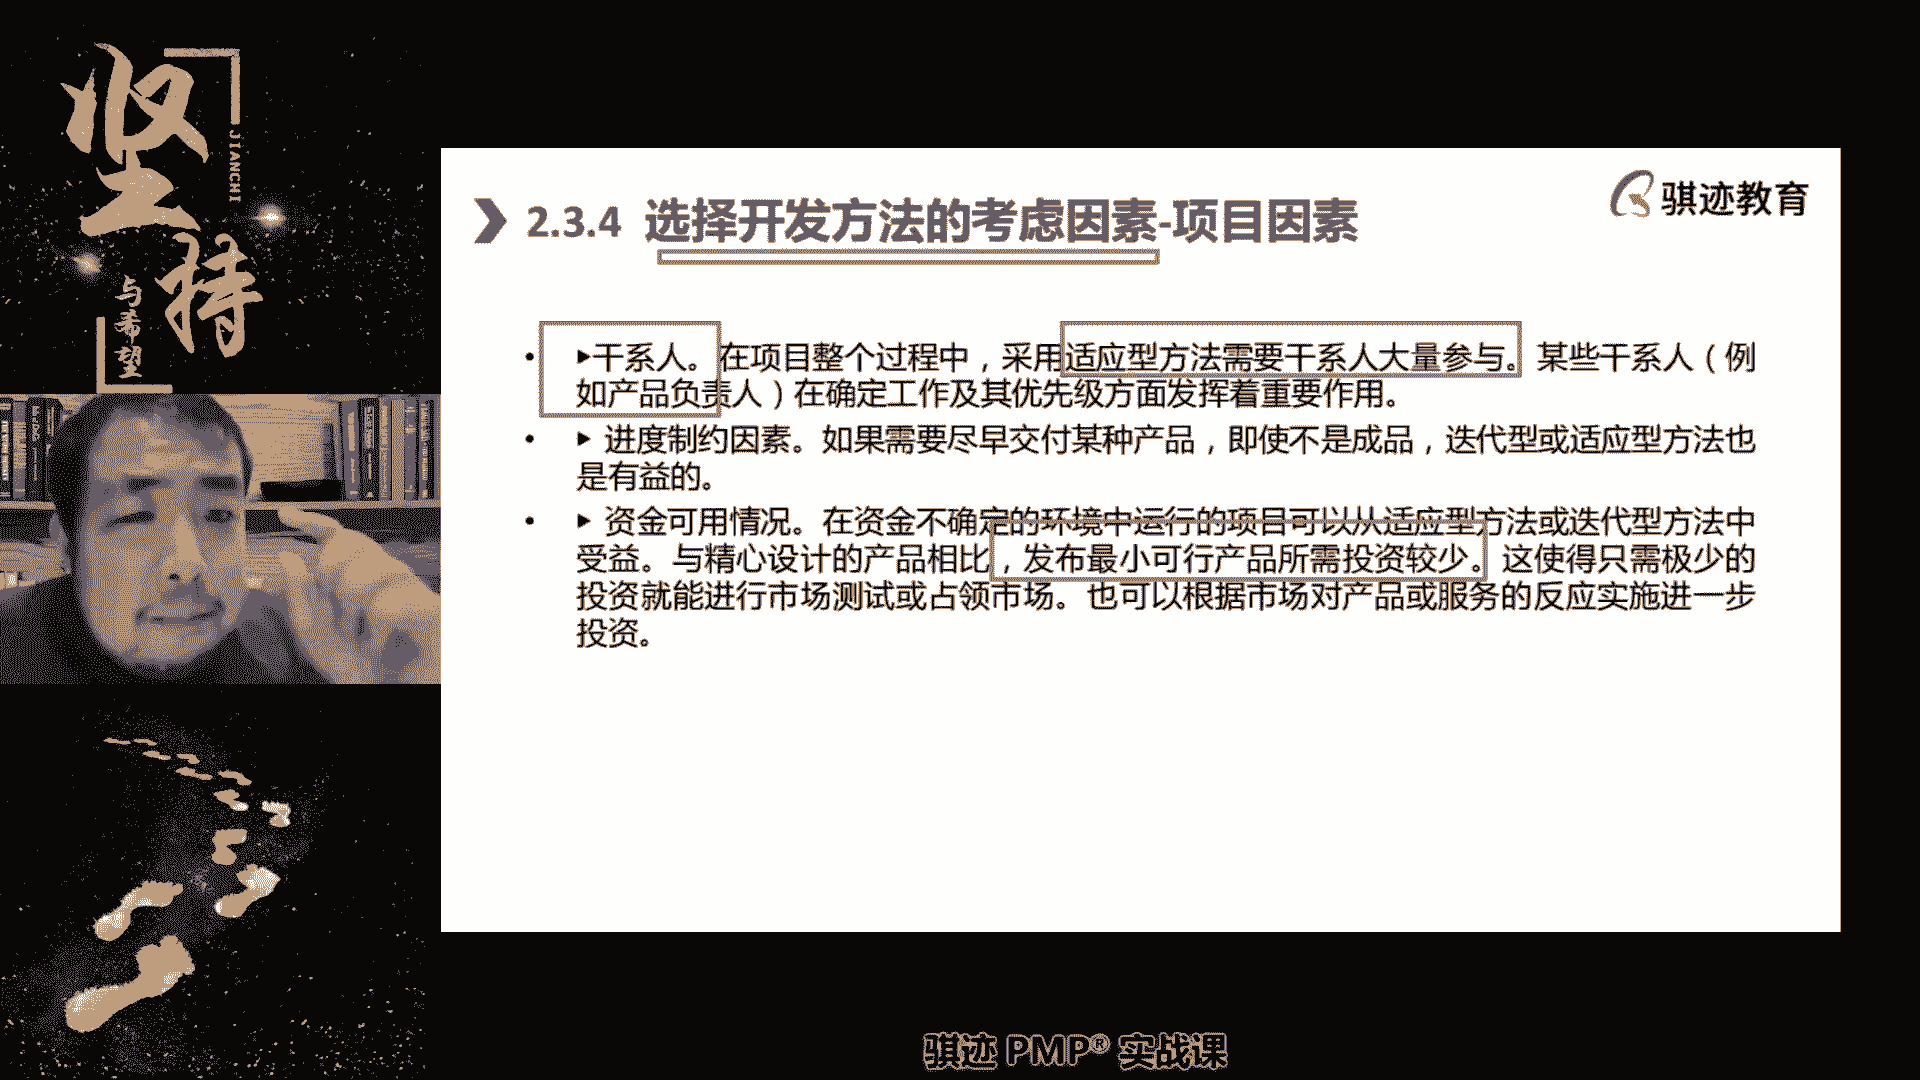 坚持
JIANCHI
与希望
骐迹教育
2.3.4 选择开发方法的考虑因素-项目因素
• ▶干系人。在项目整个过程中，采用适应型方法需要干系人大量参与。某些干系人（例
如产品负责人）在确定工作及其优先级方面发挥着重要作用。
• ▶ 进度制约因素。如果需要尽早交付某种产品，即使不是成品，迭代型或适应型方法也
是有益的。
• ▶ 资金可用情况。在资金不确定的环境中运行的项目可以从适应型方法或迭代型方法中
受益。与精心设计的产品相比，发布最小可行产品所需投资较少。这使得只需极少的
投资就能进行市场测试或占领市场。也可以根据市场对产品或服务的反应实施进一步
投资。
骐迹 PMP® 实战课